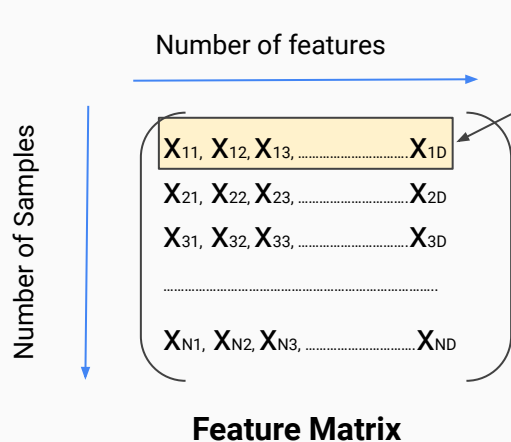 Number of features
Number of Samples
X11, X12, X13, ................................X1D
X21, X22, X23, ................................X2D
X31, X32, X33, ................................X3D
................................................................................
XN1, XN2, XN3, ................................XND
Feature Matrix